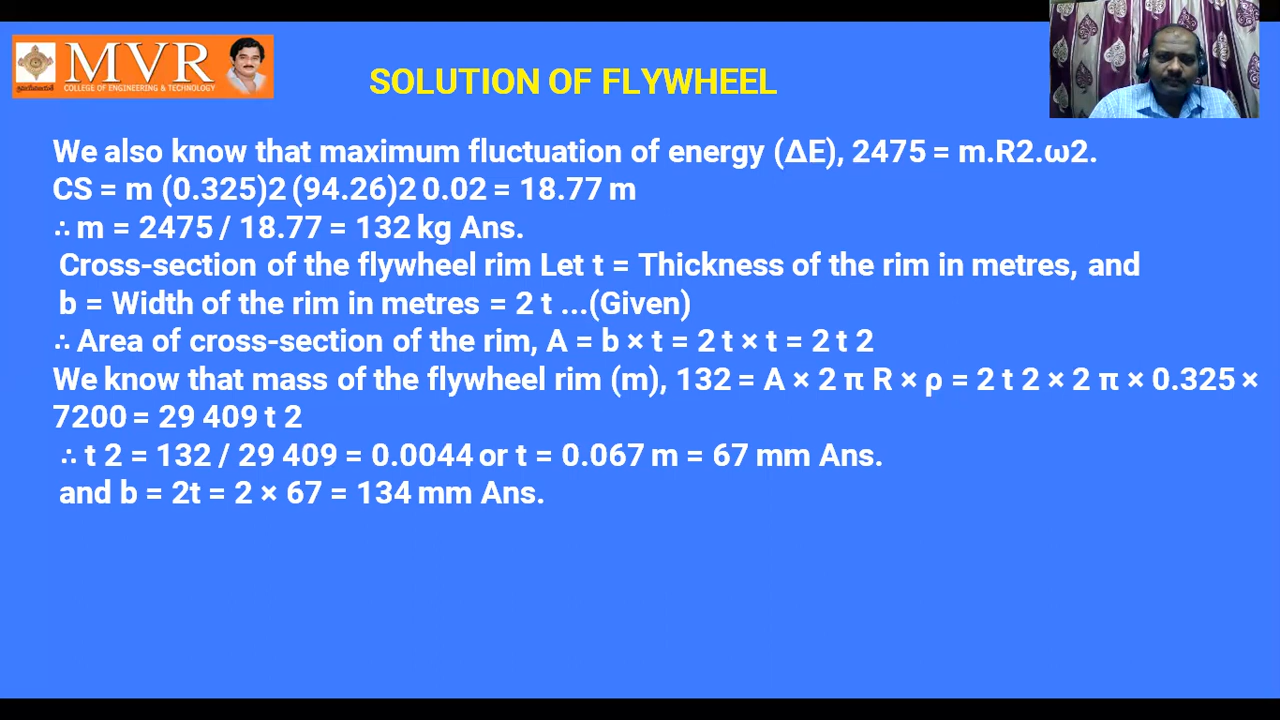 MVR
COLLEGE OF ENGINEERING & TECHNOLOGY
SOLUTION OF FLYWHEEL
We also know that maximum fluctuation of energy (ΔE), 2475 = m.R2.ω2.
CS = m (0.325)2 (94.26)2 0.02 = 18.77 m
∴ m = 2475 / 18.77 = 132 kg Ans.
Cross-section of the flywheel rim Let t = Thickness of the rim in metres, and
b = Width of the rim in metres = 2 t ...(Given)
∴ Area of cross-section of the rim, A = b × t = 2 t × t = 2 t 2
We know that mass of the flywheel rim (m), 132 = A × 2 π R × ρ = 2 t 2 × 2 π × 0.325 ×
7200 = 29 409 t 2
∴ t 2 = 132 / 29 409 = 0.0044 or t = 0.067 m = 67 mm Ans.
and b = 2t = 2 × 67 = 134 mm Ans.